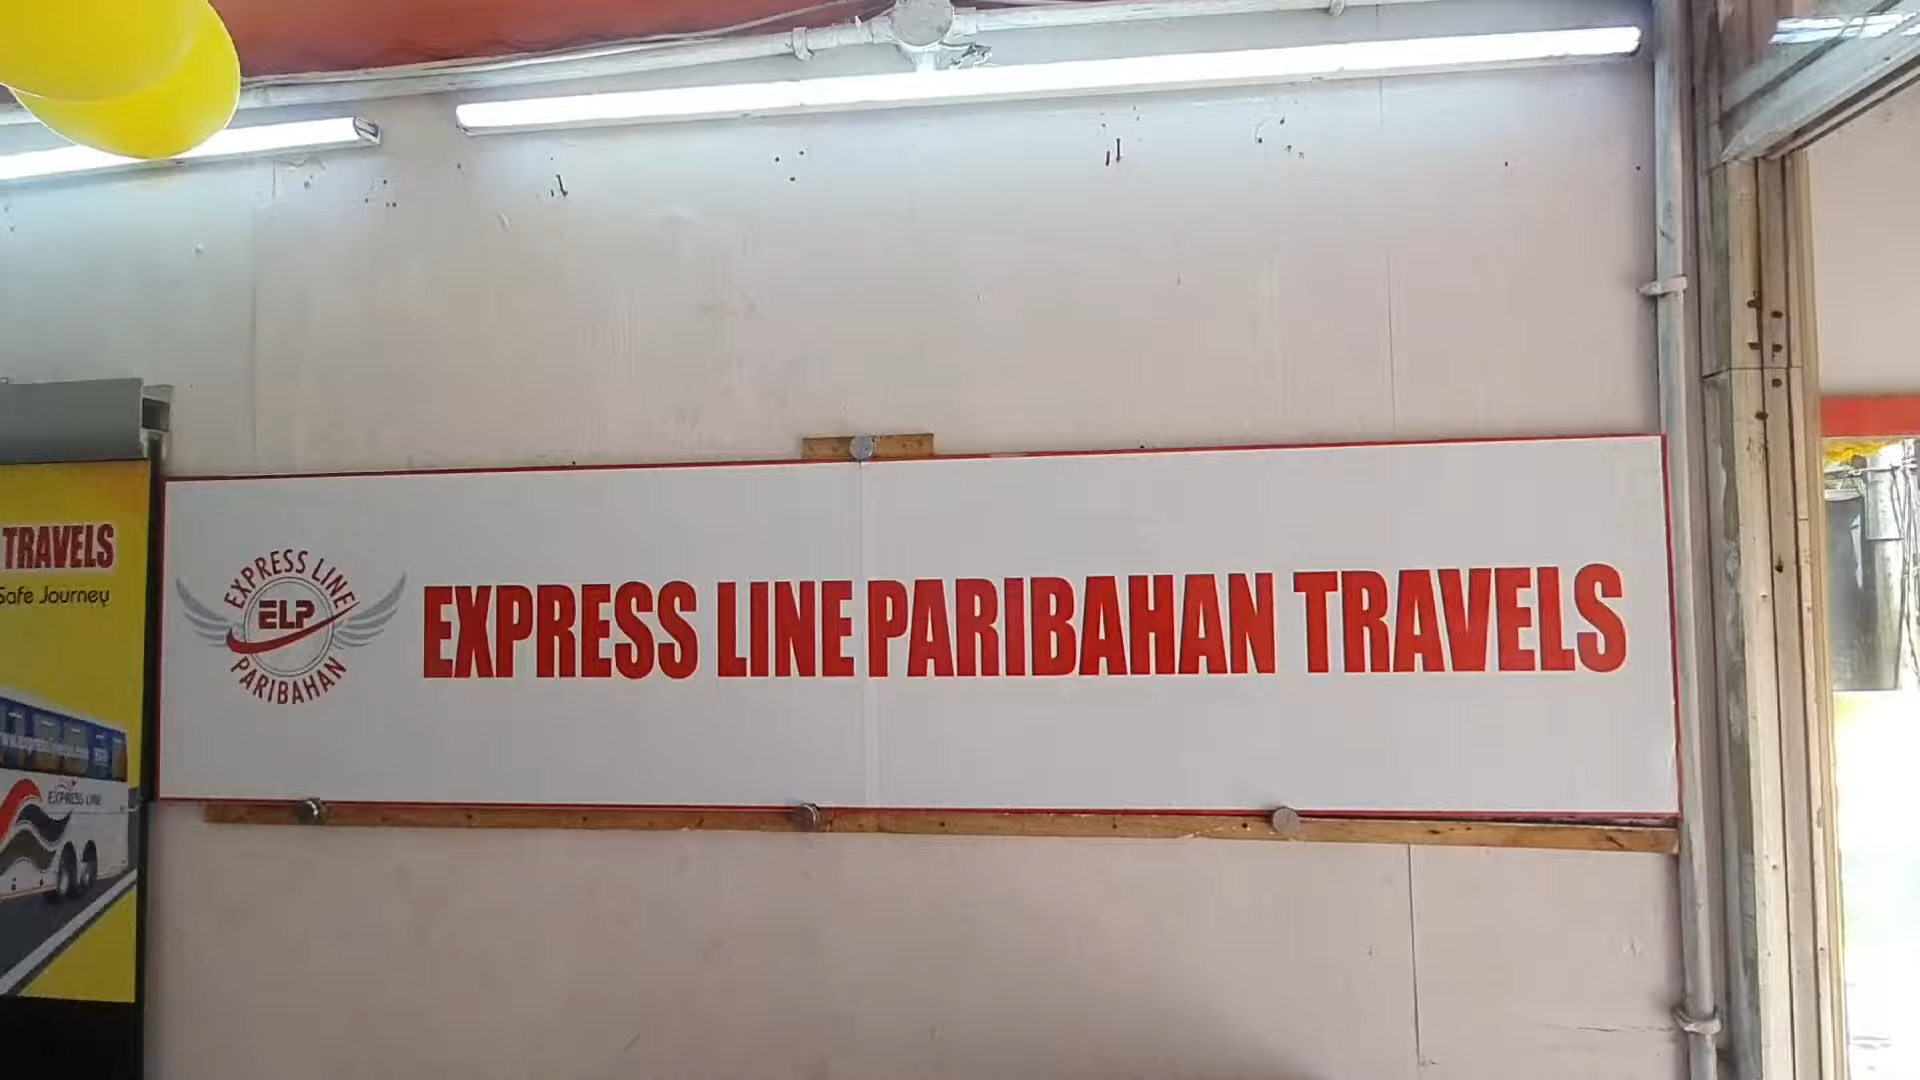 TRAVELS
Safe Journey
EXPRESS LINE
EXPRESS LINE
ELP
PARIBAHAN
EXPRESS LINE PARIBAHAN TRAVELS